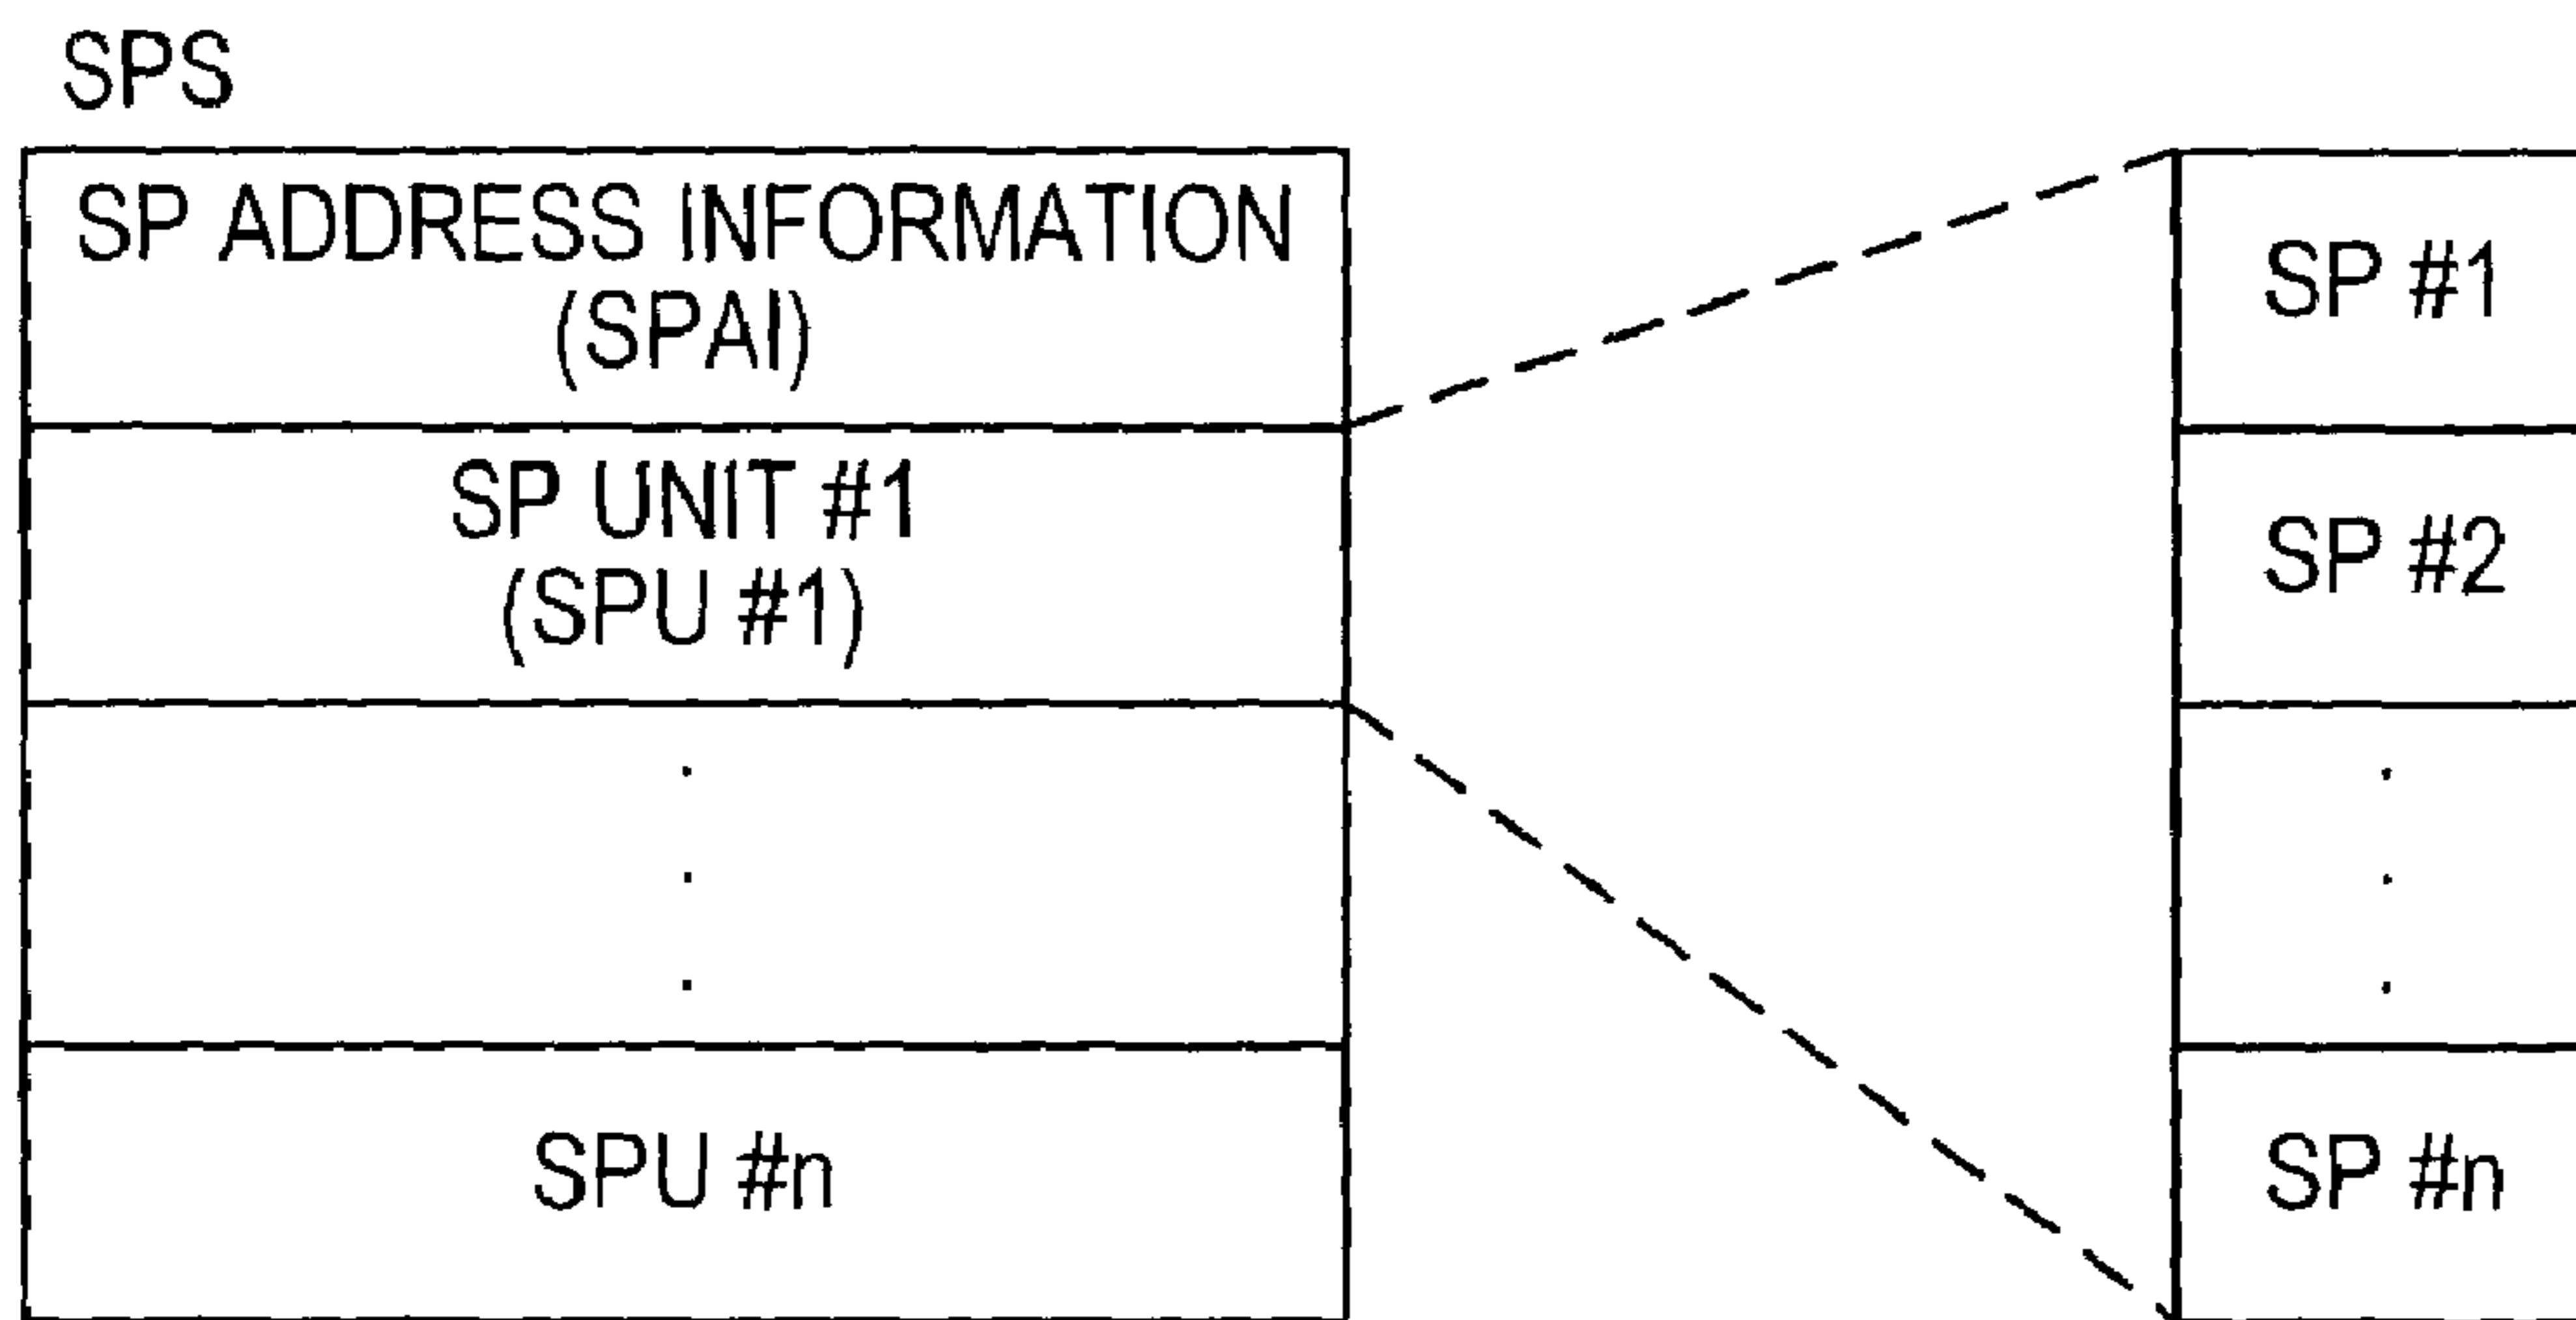 SPS
SP ADDRESS INFORMATION
(SPAI)
SP UNIT #1
(SPU #1)
.
.
.
SPU #n
SP #1
SP #2
.
.
.
SP #n